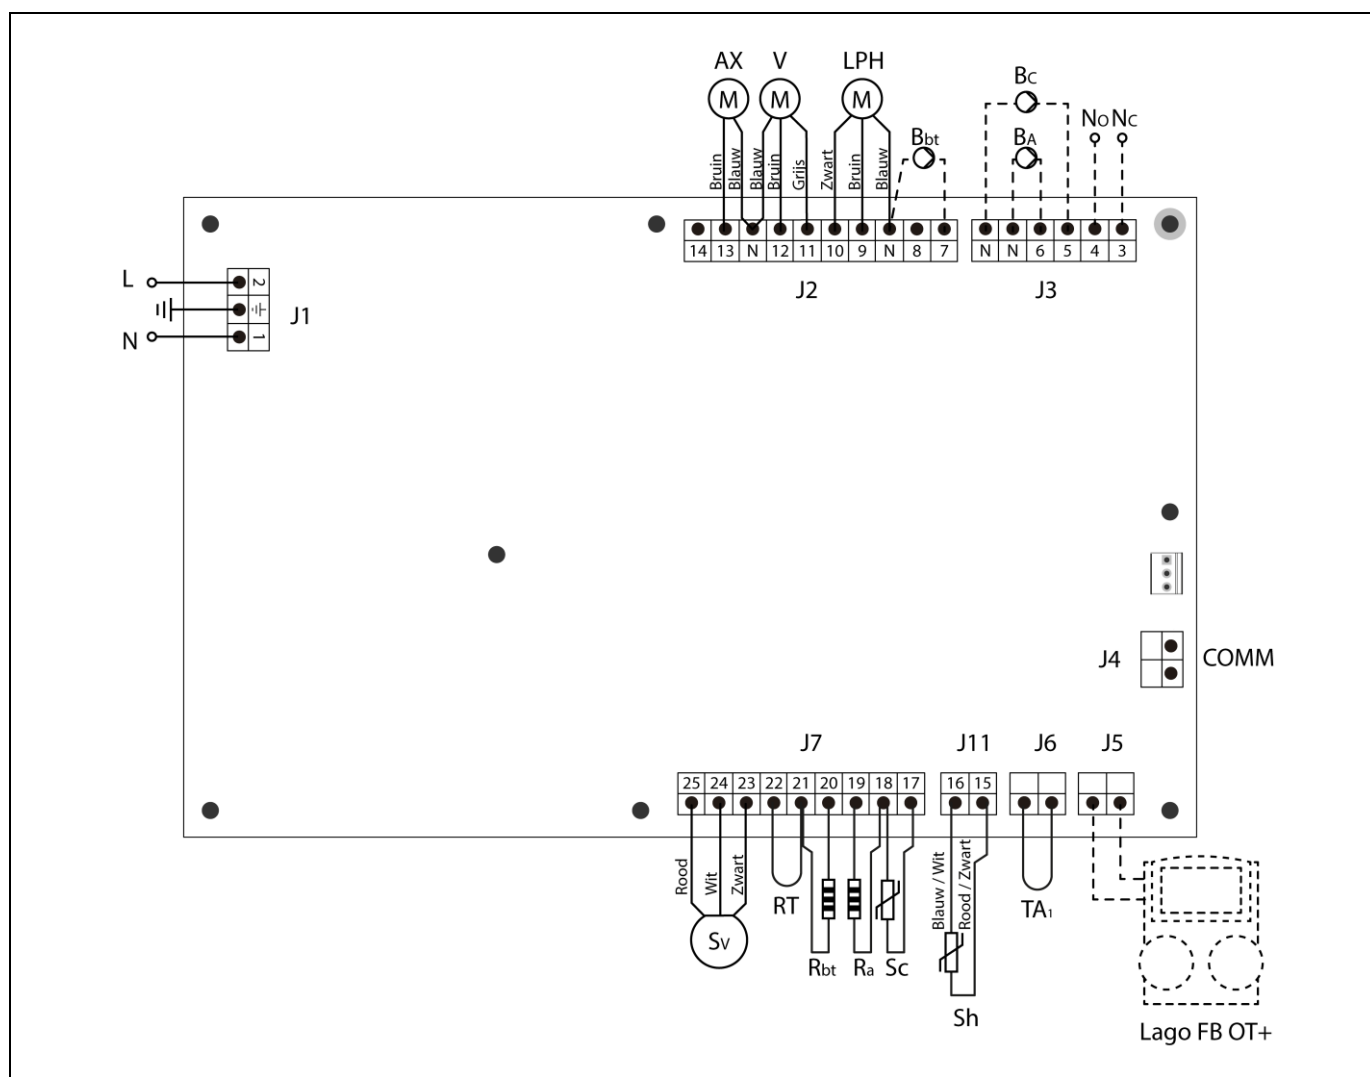 AX V LPH
BC
NO NC
Bbt
BA
M M M
Bruin Blauw Blauw Bruin Grijs Zwart Bruin Blauw
14 13 N 12 11 10 9 N 8 7
N N 6 5 4 3
J2
J3
L
2
J1
N
1
J4 COMM
J7
J11
J6
J5
25 24 23 22 21 20 19 18 17
16 15
Rood Wit Zwart
Blauw / Wit Rood / Zwart
RT
TA1
SV
Rbt Ra Sc
Sh
Lago FB OT+